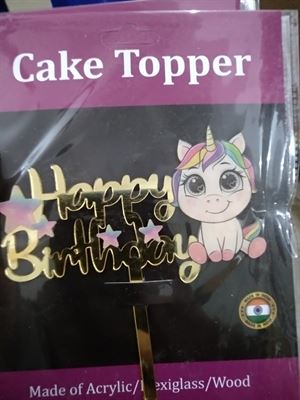 Cake Topper
Happy
Birthday
Made of Acrylic/Plexiglass/Wood